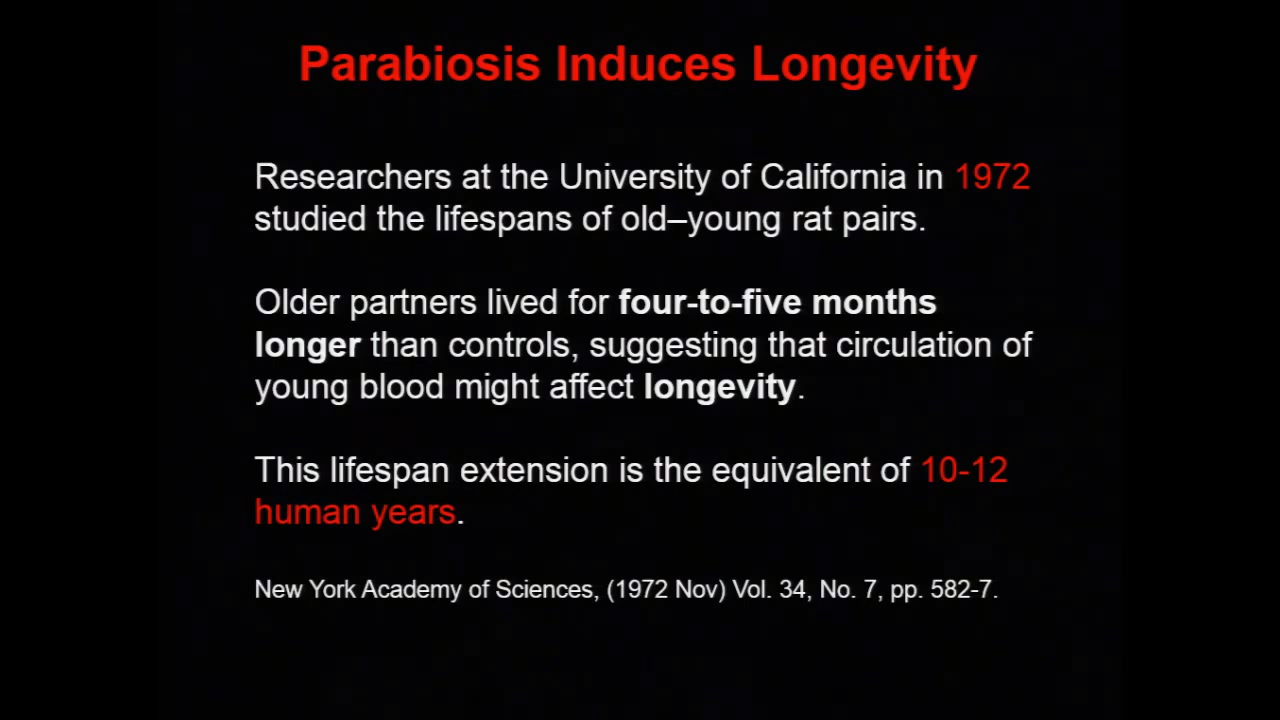 Parabiosis Induces Longevity
Researchers at the University of California in 1972
studied the lifespans of old–young rat pairs.
Older partners lived for four-to-five months
longer than controls, suggesting that circulation of
young blood might affect longevity.
This lifespan extension is the equivalent of 10-12
human years.
New York Academy of Sciences, (1972 Nov) Vol. 34, No. 7, pp. 582-7.